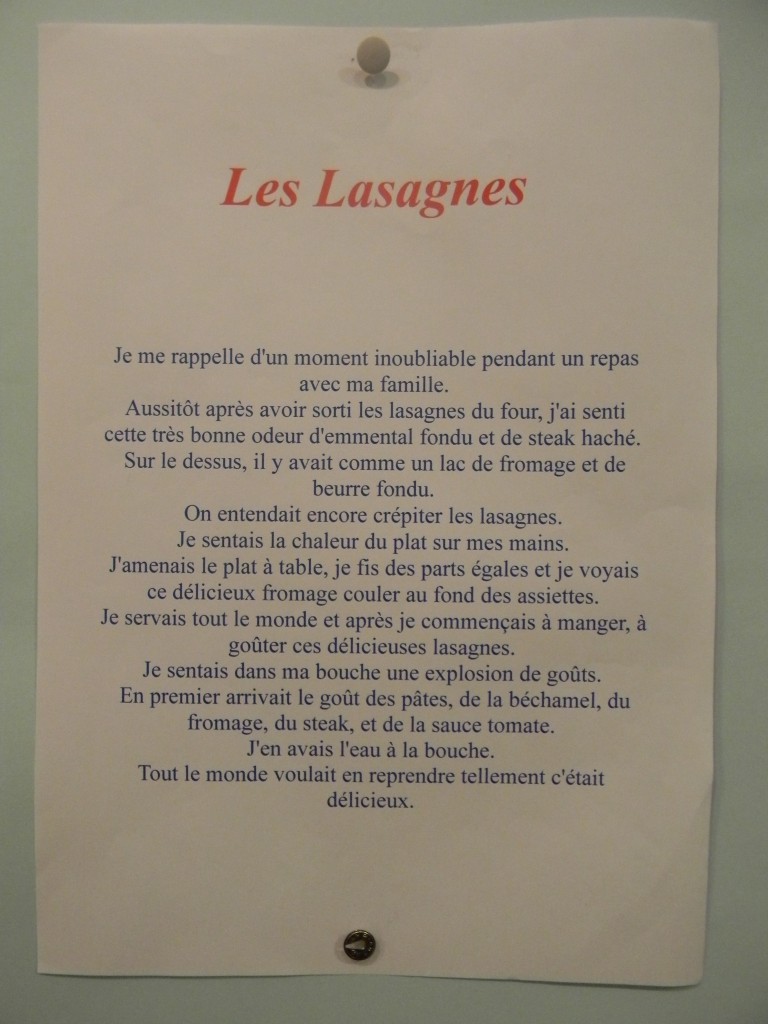 Les Lasagnes
Je me rappelle d'un moment inoubliable pendant un repas
avec ma famille.
Aussitôt après avoir sorti les lasagnes du four, j'ai senti
cette très bonne odeur d'emmental fondu et de steak haché.
Sur le dessus, il y avait comme un lac de fromage et de
beurre fondu.
On entendait encore crépiter les lasagnes.
Je sentais la chaleur du plat sur mes mains.
J'amenais le plat à table, je fis des parts égales et je voyais
ce délicieux fromage couler au fond des assiettes.
Je servais tout le monde et après je commençais à manger, à
goûter ces délicieuses lasagnes.
Je sentais dans ma bouche une explosion de goûts.
En premier arrivait le goût des pâtes, de la béchamel, du
fromage, du steak, et de la sauce tomate.
J'en avais l'eau à la bouche.
Tout le monde voulait en reprendre tellement c'était
délicieux.